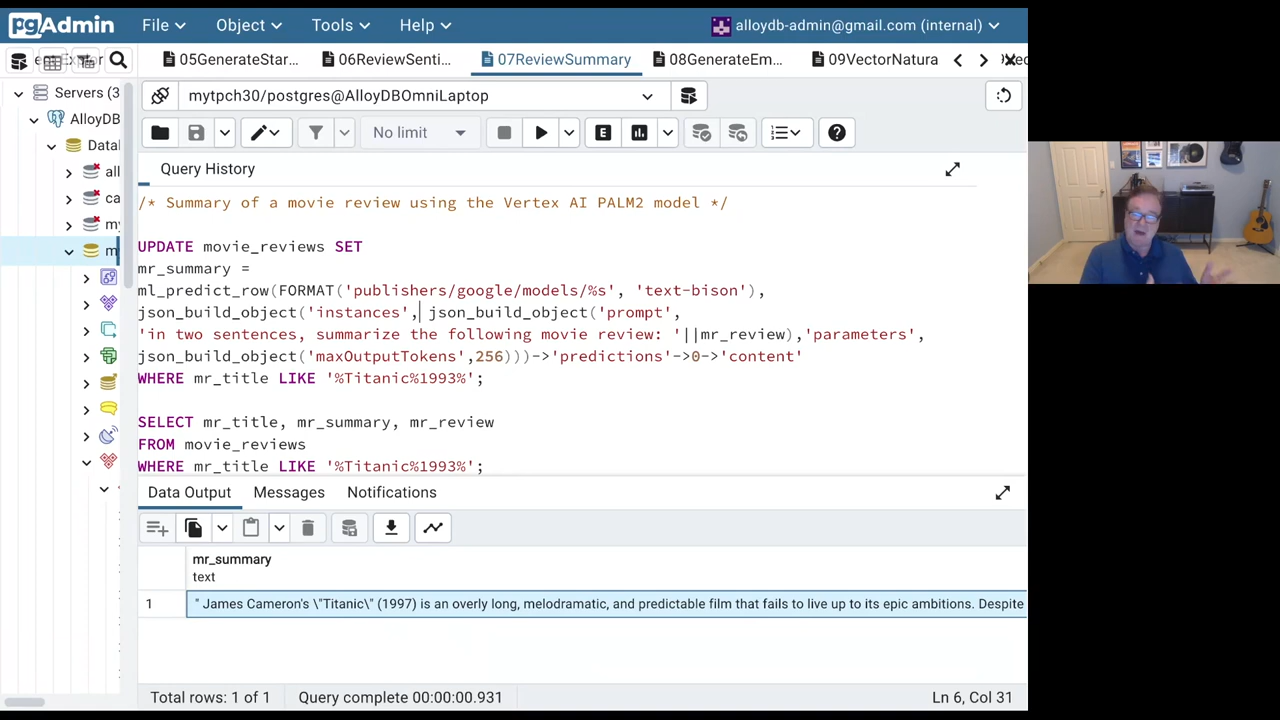 pgAdmin File Object Tools Help alloydb-admin@gmail.com (internal)
05GenerateStar... 06ReviewSenti... 07ReviewSummary 08GenerateEm... 09VectorNatura
Servers (3
mytpch30/postgres@AlloyDBOmniLaptop
AlloyDB
No limit
Datal
all
Query History
ca
my
m
/* Summary of a movie review using the Vertex AI PALM2 model */
UPDATE movie_reviews SET
mr_summary =
ml_predict_row(FORMAT('publishers/google/models/%s', 'text-bison'),
json_build_object('instances', json_build_object('prompt',
'in two sentences, summarize the following movie review: '||mr_review),'parameters',
json_build_object('maxOutputTokens',256)))->'predictions'->0->'content'
WHERE mr_title LIKE '%Titanic%1993%';
SELECT mr_title, mr_summary, mr_review
FROM movie_reviews
WHERE mr_title LIKE '%Titanic%1993%';
Data Output Messages Notifications
mr_summary
text
1 " James Cameron's \"Titanic\" (1997) is an overly long, melodramatic, and predictable film that fails to live up to its epic ambitions. Despite
Total rows: 1 of 1 Query complete 00:00:00.931 Ln 6, Col 31